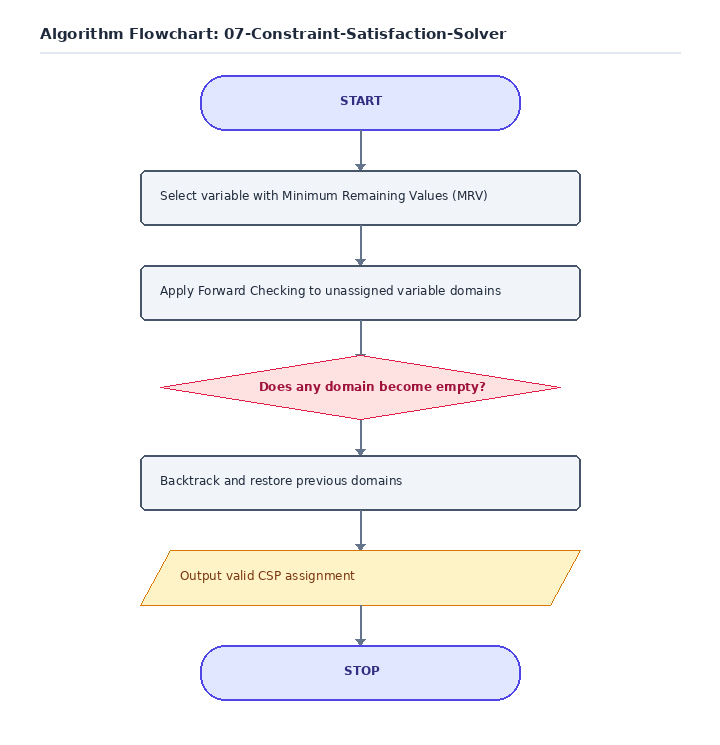 Algorithm Flowchart: 07-Constraint-Satisfaction-Solver
START
Select variable with Minimum Remaining Values (MRV)
Apply Forward Checking to unassigned variable domains
Does any domain become empty?
Backtrack and restore previous domains
Output valid CSP assignment
STOP